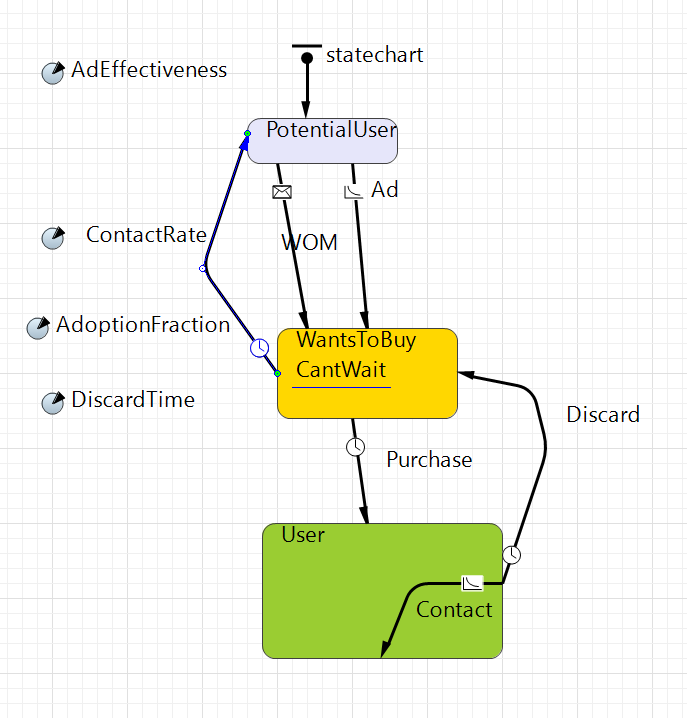 statechart
AdEffectiveness
PotentialUser
Ad
ContactRate
WOM
AdoptionFraction
WantsToBuy
CantWait
DiscardTime
Discard
Purchase
User
Contact